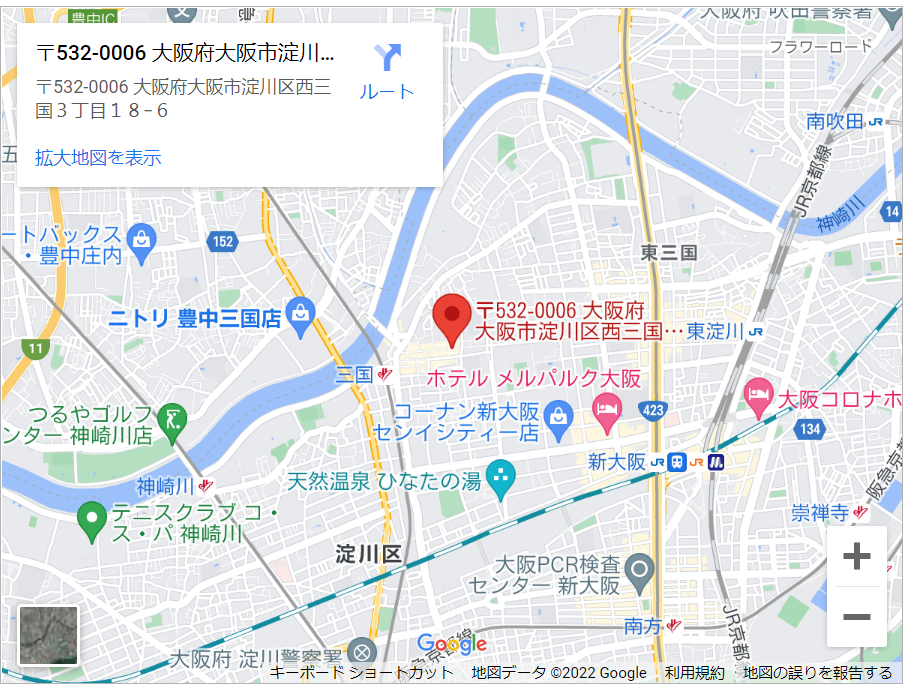 豊中IC
大阪府 吹田警察署
フラワーロード
〒532-0006 大阪府大阪市淀川...
〒532-0006 大阪府大阪市淀川区西三
国３丁目１８−６
ルート
拡大地図を表示
南吹田 JR
JR京都線
神崎川
14
ートバックス
・豊中庄内
152
東三国
ニトリ 豊中三国店
〒532-0006 大阪府
大阪市淀川区西三国…
東淀川 JR
11
三国
ホテル メルパルク大阪
大阪コロナホ
つるやゴルフ
ンター 神崎川店
コーナン新大阪
センイシティー店
423
134
新大阪 JR JR
天然温泉 ひなたの湯
神崎川
阪急京
テニスクラブ コ・
ス・パ 神崎川
崇禅寺
淀川区
大阪PCR検査
センター 新大阪
+
−
南方
JR京都
大阪府 淀川警察署
Google
キーボード ショートカット 地図データ ©2022 Google 利用規約 地図の誤りを報告する